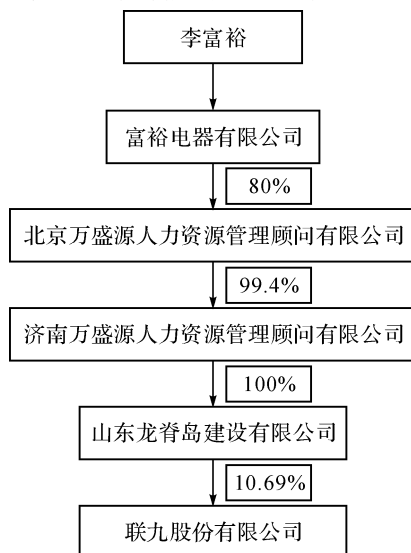 李富裕
富裕电器有限公司
80%
北京万盛源人力资源管理顾问有限公司
99.4%
济南万盛源人力资源管理顾问有限公司
100%
山东龙脊岛建设有限公司
10.69%
联九股份有限公司